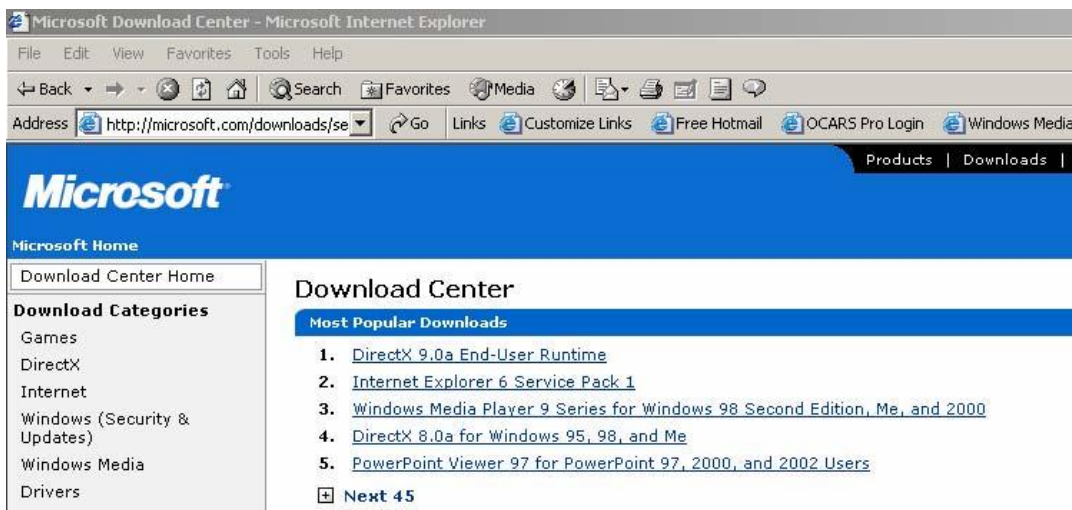 Microsoft Download Center - Microsoft Internet Explorer
File Edit View Favorites Tools Help
Back Search Favorites Media
Address http://microsoft.com/downloads/se Go Links Customize Links Free Hotmail OCARS Pro Login Windows Media
Products | Downloads |
Microsoft
Microsoft Home
Download Center Home
Download Categories
Games
DirectX
Internet
Windows (Security &
Updates)
Windows Media
Drivers
Download Center
Most Popular Downloads
1. DirectX 9.0a End-User Runtime
2. Internet Explorer 6 Service Pack 1
3. Windows Media Player 9 Series for Windows 98 Second Edition, Me, and 2000
4. DirectX 8.0a for Windows 95, 98, and Me
5. PowerPoint Viewer 97 for PowerPoint 97, 2000, and 2002 Users
Next 45